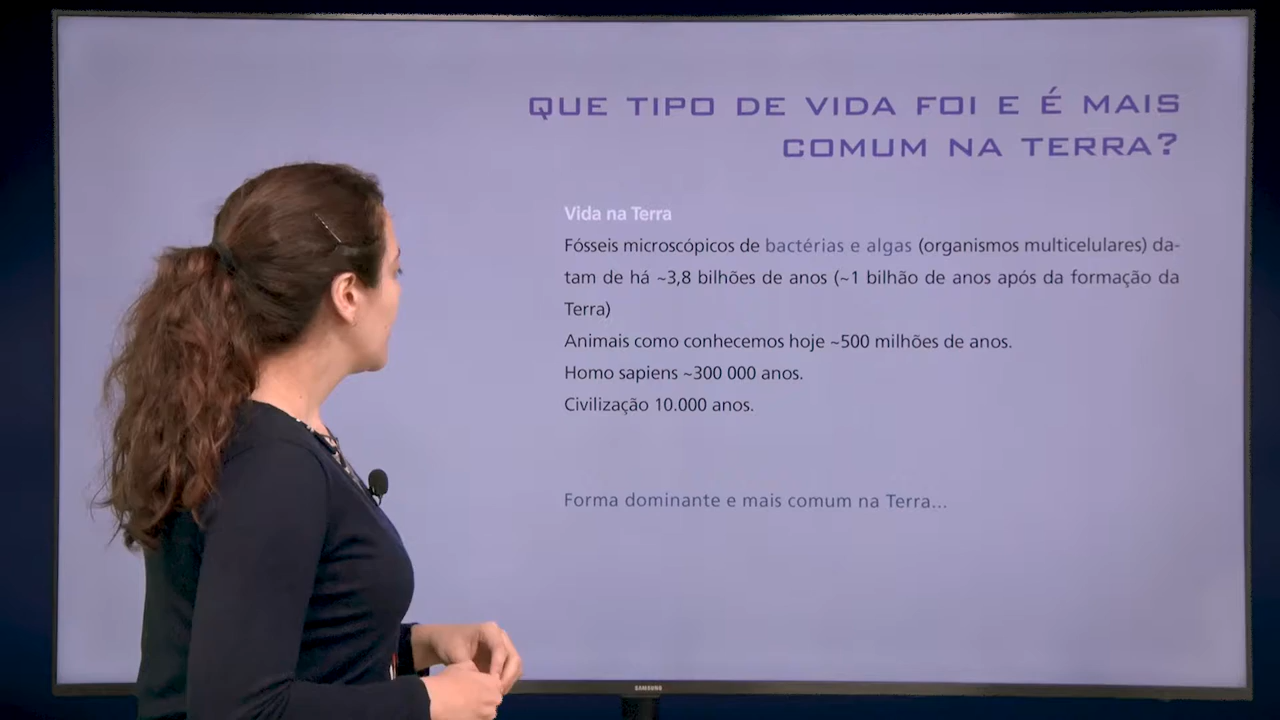 QUE TIPO DE VIDA FOI E É MAIS
COMUM NA TERRA?
Vida na Terra
Fósseis microscópicos de bactérias e algas (organismos multicelulares) da-
tam de há ~3,8 bilhões de anos (~1 bilhão de anos após da formação da
Terra)
Animais como conhecemos hoje ~500 milhões de anos.
Homo sapiens ~300 000 anos.
Civilização 10.000 anos.
Forma dominante e mais comum na Terra...
SAMSUNG